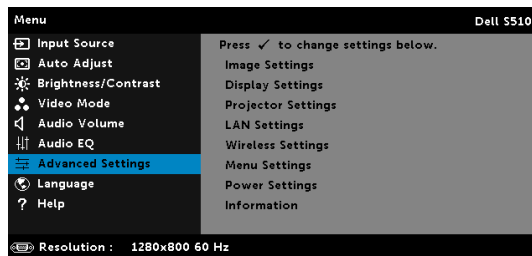 Menu Dell S510
Input Source
Auto Adjust
Brightness/Contrast
Video Mode
Audio Volume
Audio EQ
Advanced Settings
Language
Help
Press ✓ to change settings below.
Image Settings
Display Settings
Projector Settings
LAN Settings
Wireless Settings
Menu Settings
Power Settings
Information
Resolution : 1280x800 60 Hz